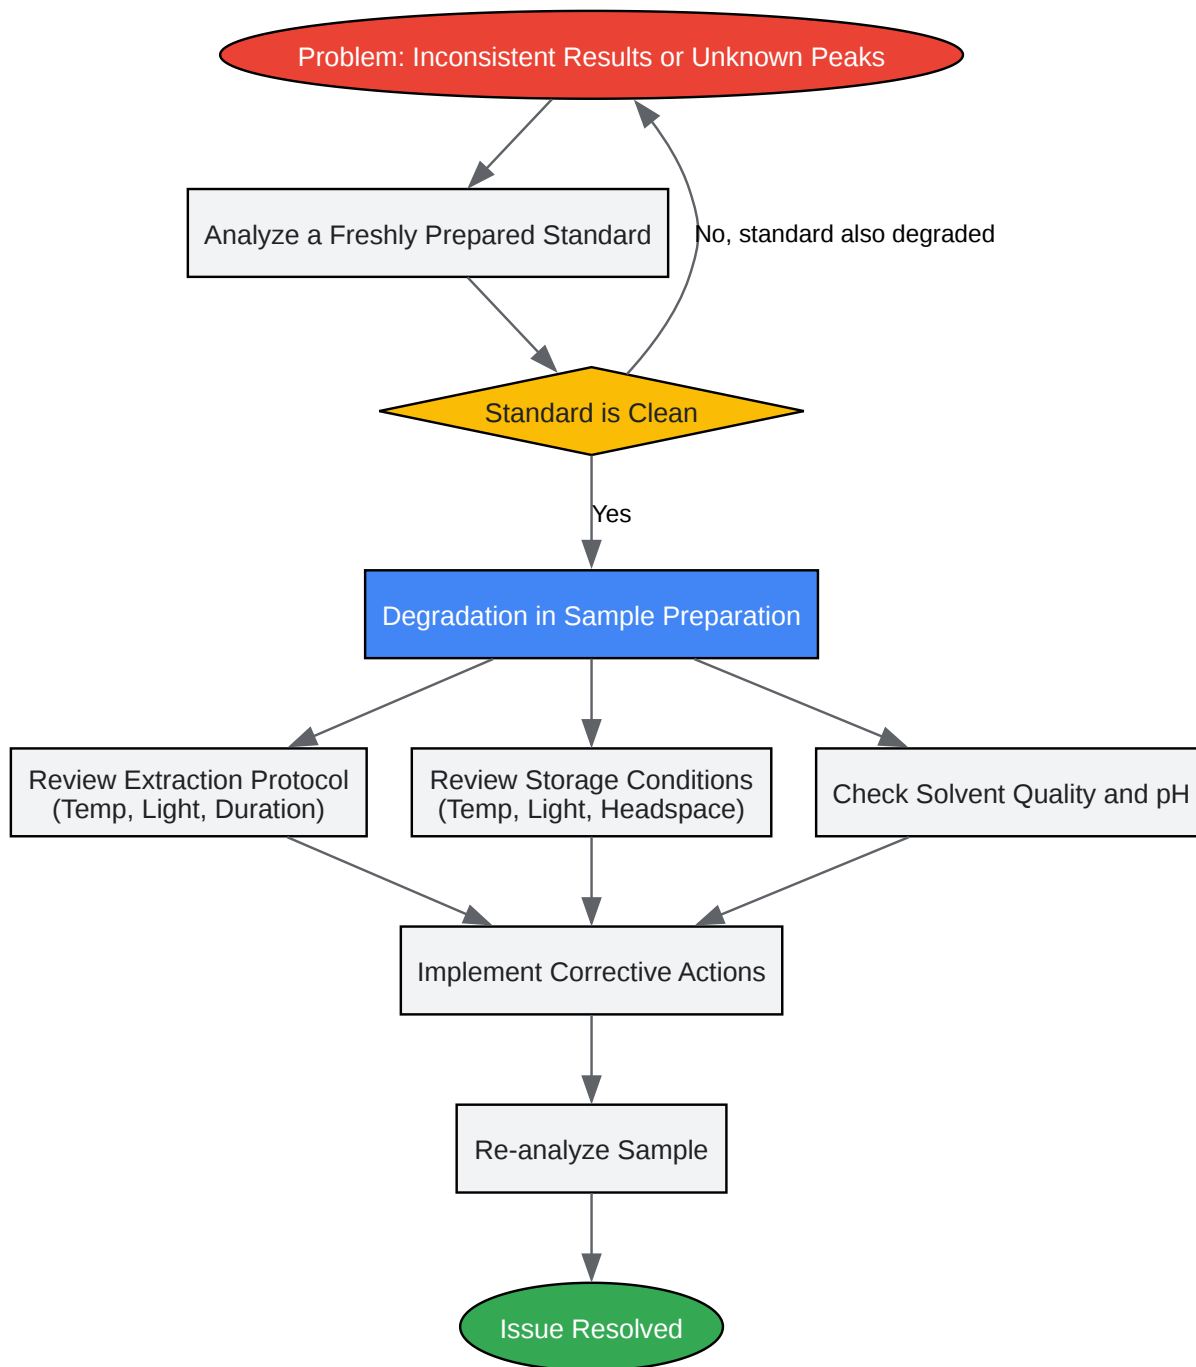 Problem: Inconsistent Results or Unknown Peaks
Analyze a Freshly Prepared Standard
No, standard also degraded
Standard is Clean
Yes
Degradation in Sample Preparation
Review Extraction Protocol
(Temp, Light, Duration)
Review Storage Conditions
(Temp, Light, Headspace)
Check Solvent Quality and pH
Implement Corrective Actions
Re-analyze Sample
Issue Resolved